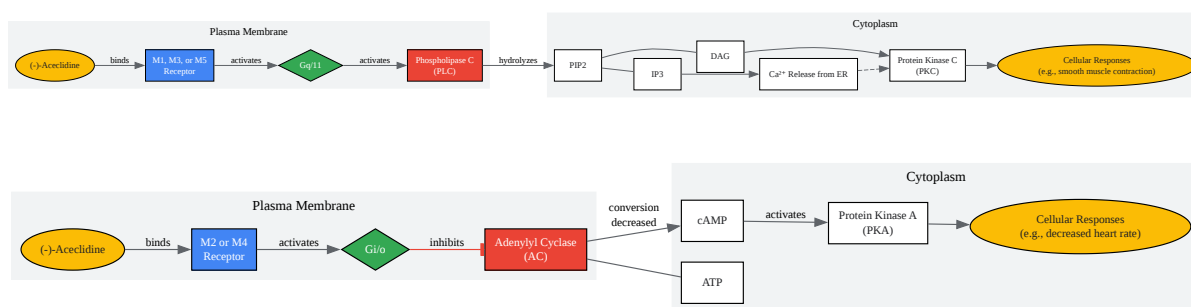 Plasma Membrane
Cytoplasm
(-)-Aceclidine
binds
M1, M3, or M5
Receptor
activates
Gq/11
activates
Phospholipase C
(PLC)
hydrolyzes
PIP2
DAG
IP3
Ca²⁺ Release from ER
Protein Kinase C
(PKC)
Cellular Responses
(e.g., smooth muscle contraction)
Plasma Membrane
Cytoplasm
(-)-Aceclidine
binds
M2 or M4
Receptor
activates
Gi/o
inhibits
Adenylyl Cyclase
(AC)
conversion
decreased
cAMP
activates
Protein Kinase A
(PKA)
Cellular Responses
(e.g., decreased heart rate)
ATP